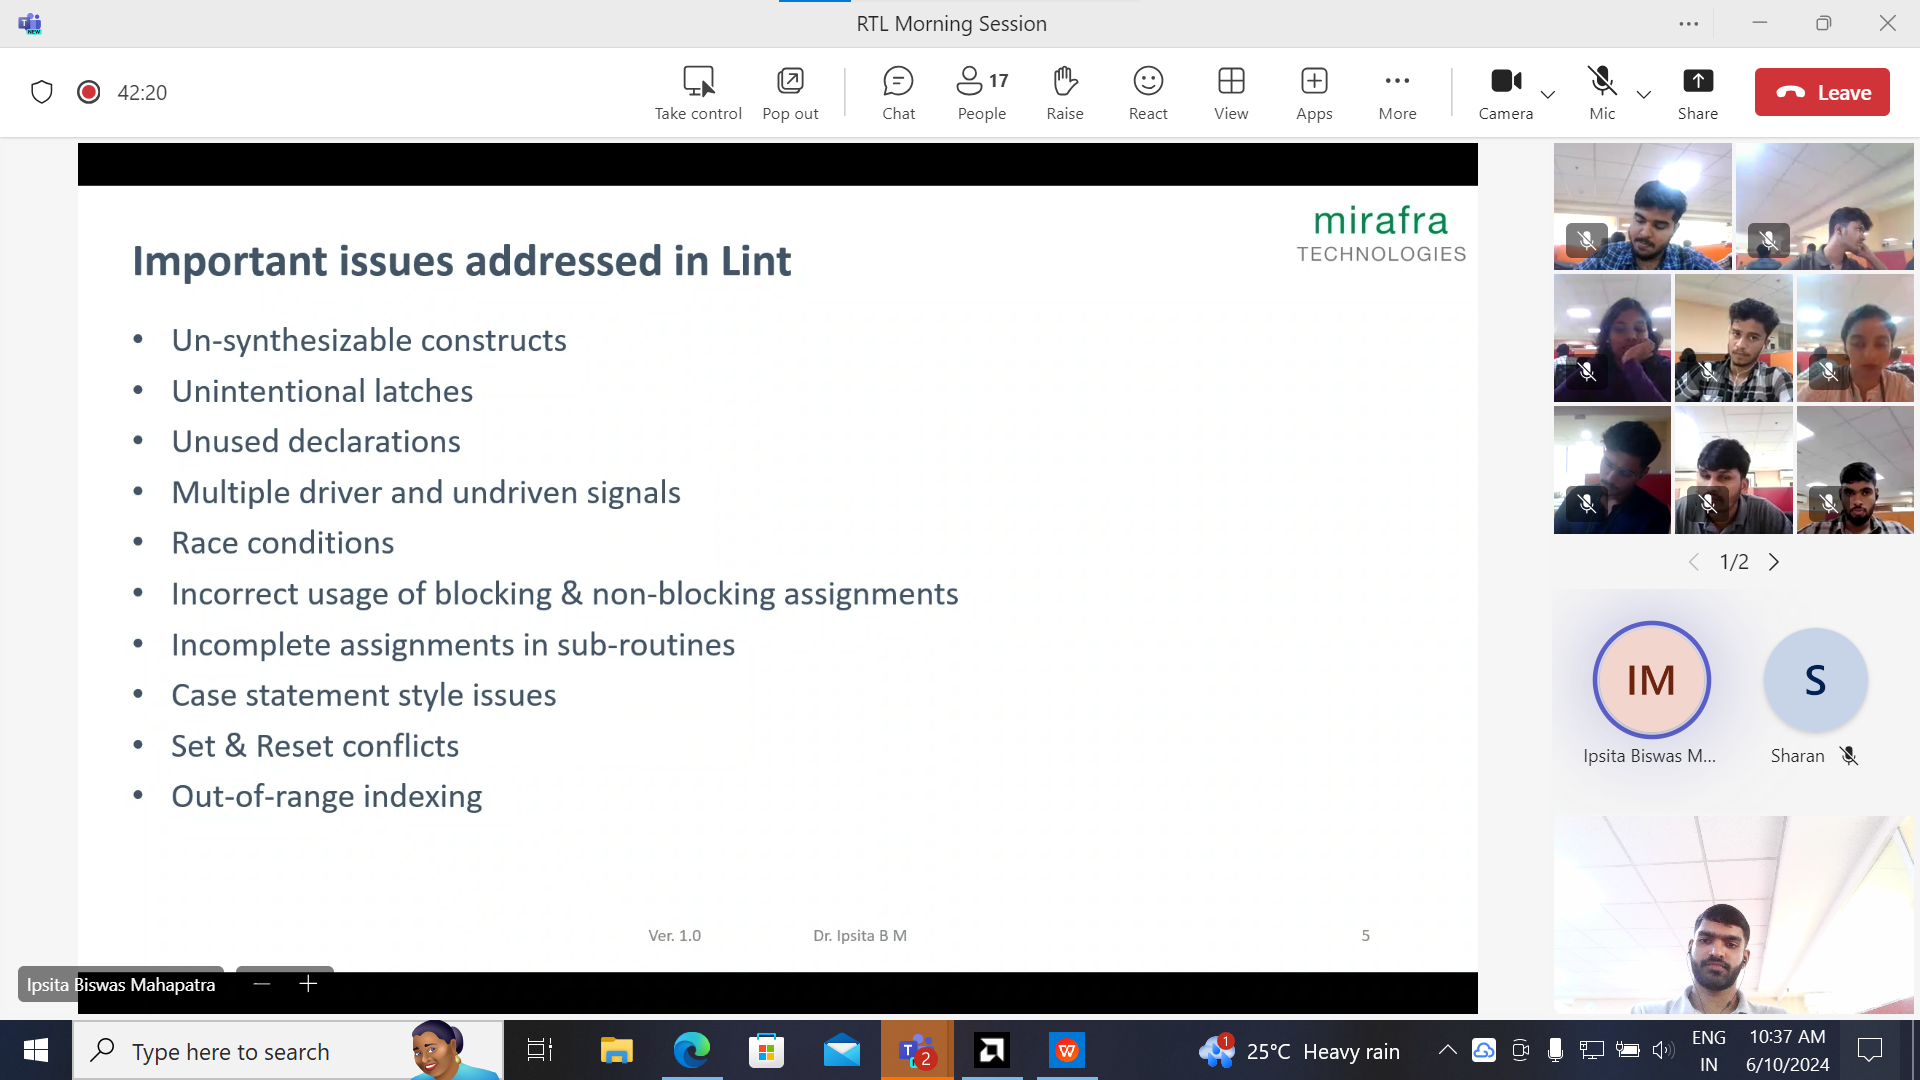 RTL Morning Session
42:20
Take control
Pop out
Chat
17
People
Raise
React
View
Apps
More
Camera
Mic
Share
Leave
mirafra
TECHNOLOGIES
Important issues addressed in Lint
• Un-synthesizable constructs
• Unintentional latches
• Unused declarations
• Multiple driver and undriven signals
• Race conditions
• Incorrect usage of blocking & non-blocking assignments
• Incomplete assignments in sub-routines
• Case statement style issues
• Set & Reset conflicts
• Out-of-range indexing
Ver. 1.0
Dr. Ipsita B M
5
Ipsita Biswas Mahapatra
1/2
IM
S
Ipsita Biswas M...
Sharan
Type here to search
2
1
25°C Heavy rain
ENG
IN
10:37 AM
6/10/2024